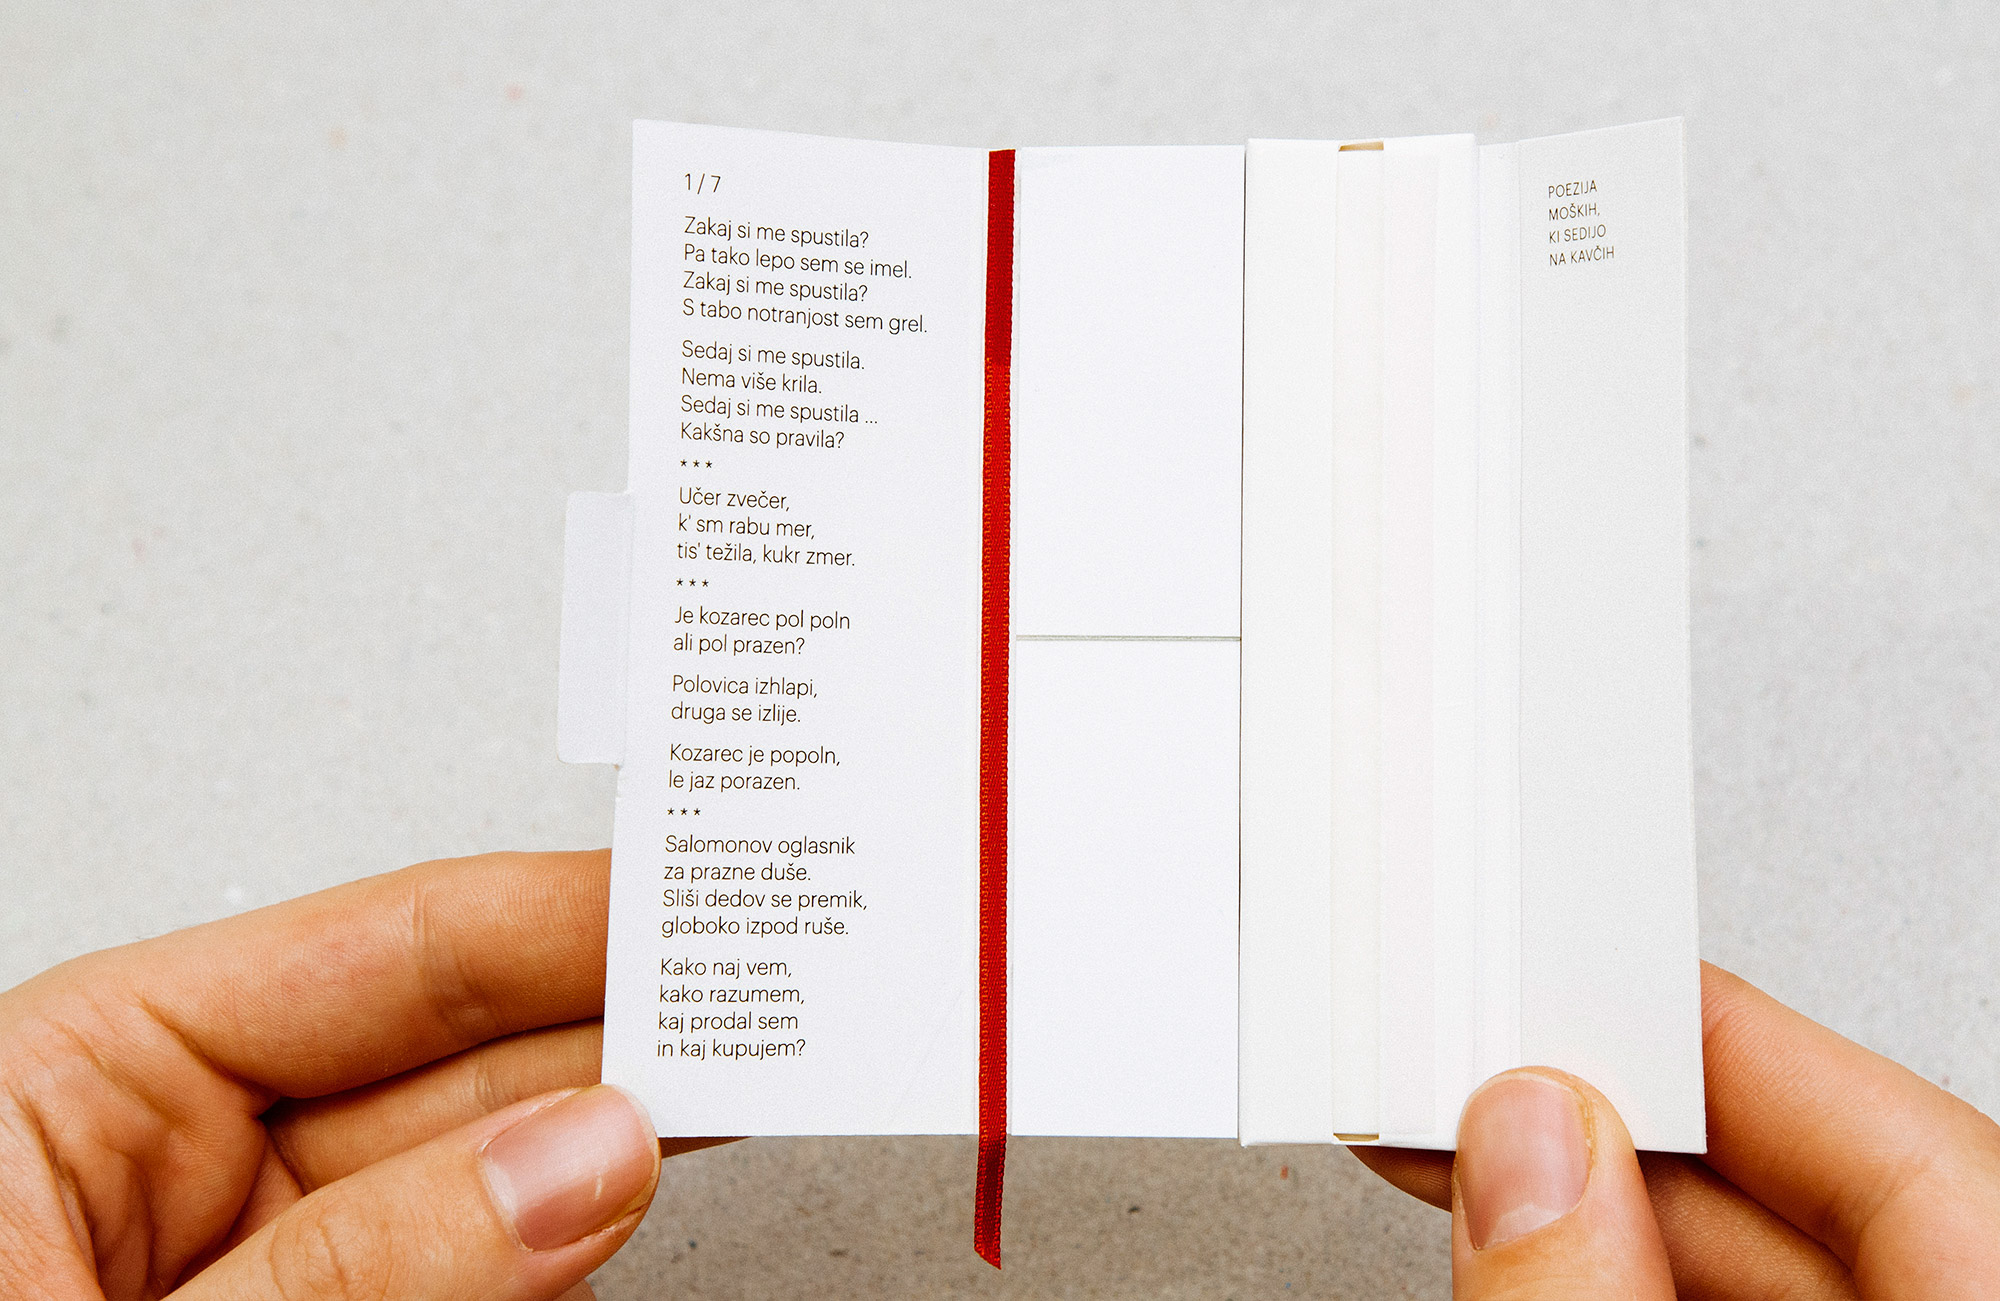 1 / 7
Zakaj si me spustila?
Pa tako lepo sem se imel.
Zakaj si me spustila?
S tabo notranjost sem grel.
Sedaj si me spustila.
Nema više krila.
Sedaj si me spustila ...
Kakšna so pravila?
* * *
Učer zvečer,
k' sm rabu mer,
tis' težila, kukr zmer.
* * *
Je kozarec pol poln
ali pol prazen?
Polovica izhlapi,
druga se izlije.
Kozarec je popoln,
le jaz porazen.
* * *
Salomonov oglasnik
za prazne duše.
Sliši dedov se premik,
globoko izpod ruše.
Kako naj vem,
kako razumem,
kaj prodal sem
in kaj kupujem?
POEZIJA
MOŠKIH,
KI SEDIJO
NA KAVČIH